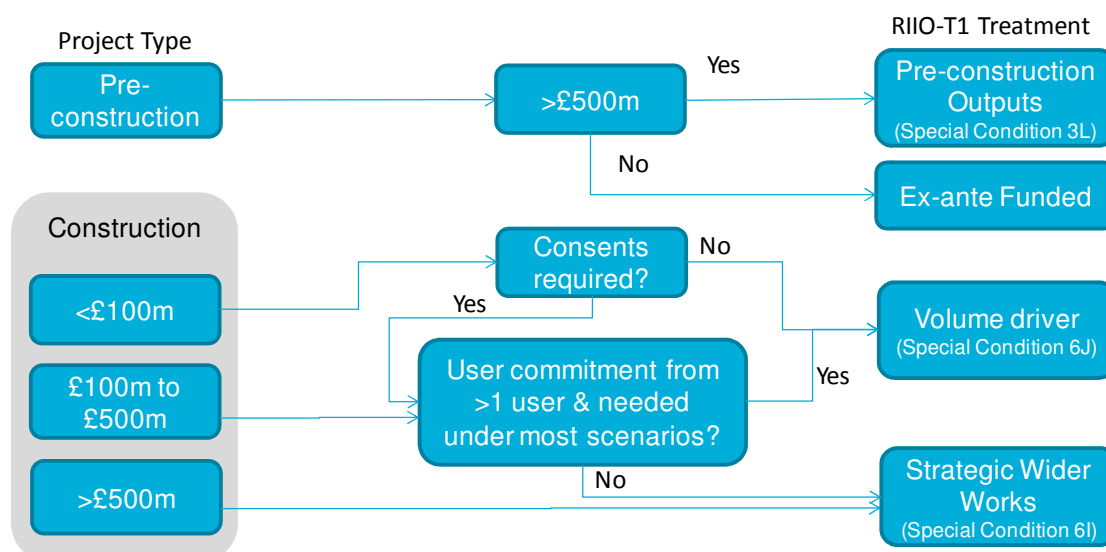 Project Type
RIIO-T1 Treatment
Pre-
construction
>£500m
Yes
Pre-construction
Outputs
(Special Condition 3L)
No
Ex-ante Funded
Construction
<£100m
Consents
required?
No
Yes
Volume driver
(Special Condition 6J)
£100m to
£500m
User commitment from
>1 user & needed
under most scenarios?
Yes
No
>£500m
Strategic Wider
Works
(Special Condition 6I)